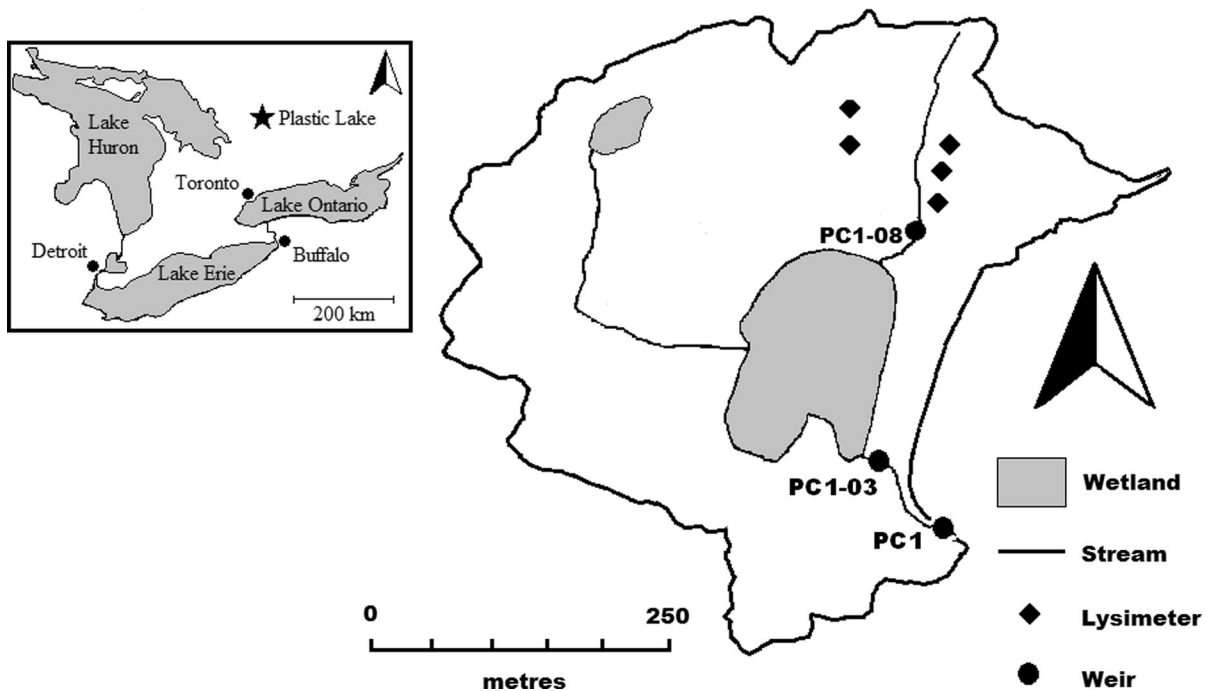 Lake
Huron
Plastic Lake
Toronto
Lake Ontario
Detroit
Buffalo
Lake Erie
200 km
PC1-08
PC1-03
PC1
0
250
metres
Wetland
Stream
Lysimeter
Weir